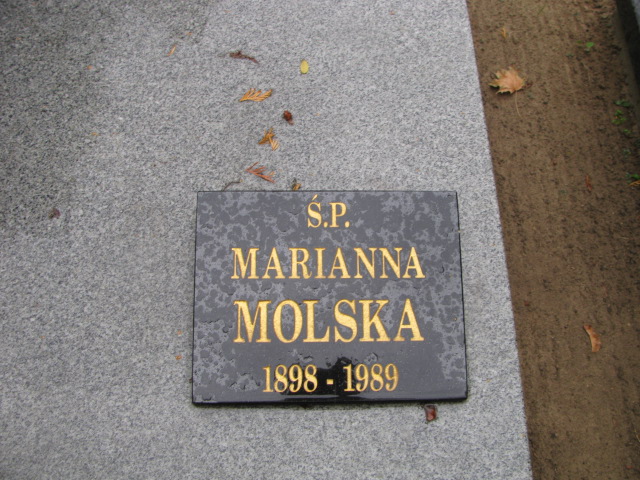 Ś.P.
MARIANNA
MOLSKA
1898 - 1989